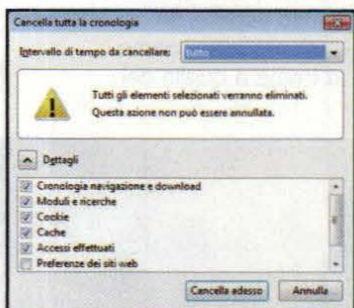 Cancella tutta la cronologia
Intervallo di tempo da cancellare: tutto
Tutti gli elementi selezionati verranno eliminati.
Questa azione non può essere annullata.
Dettagli
Cronologia navigazione e download
Moduli e ricerche
Cookie
Cache
Accessi effettuati
Preferenze dei siti web
Cancella adesso Annulla